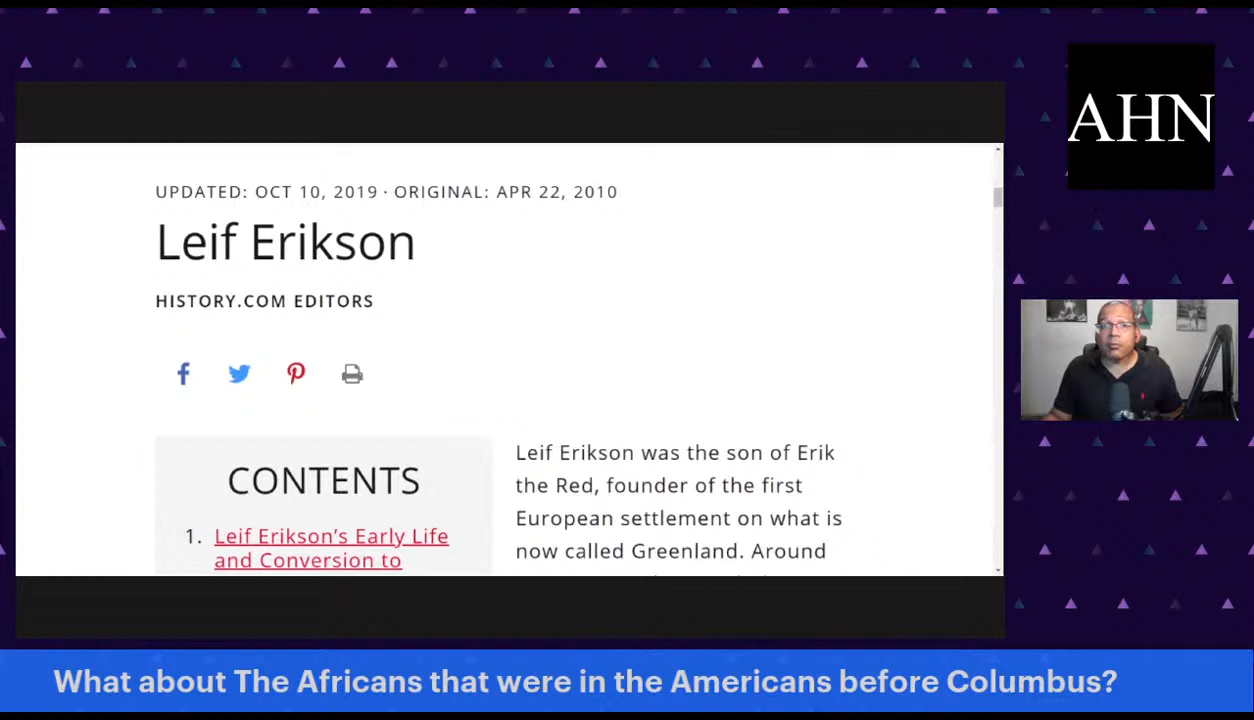 AHN
UPDATED: OCT 10, 2019 · ORIGINAL: APR 22, 2010
Leif Erikson
HISTORY.COM EDITORS
CONTENTS
1. Leif Erikson's Early Life
and Conversion to
Leif Erikson was the son of Erik
the Red, founder of the first
European settlement on what is
now called Greenland. Around
What about The Africans that were in the Americans before Columbus?